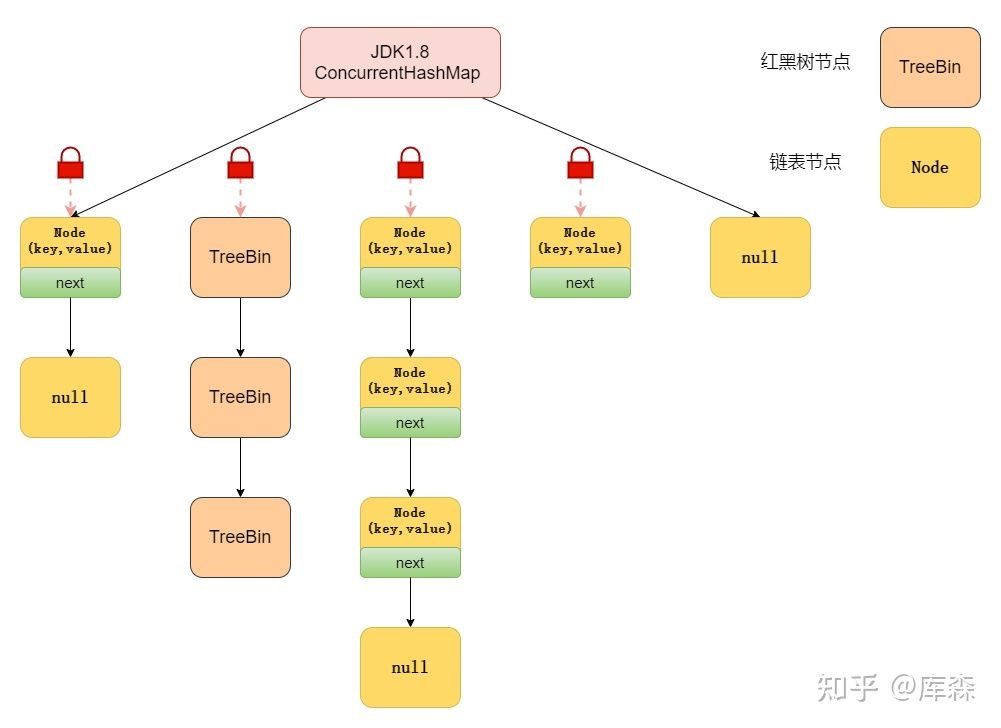 JDK1.8
ConcurrentHashMap
红黑树节点
TreeBin
链表节点
Node
Node
(key,value)
next
TreeBin
Node
(key,value)
next
Node
(key,value)
next
null
null
TreeBin
Node
(key,value)
next
TreeBin
Node
(key,value)
next
null
知乎 @库森